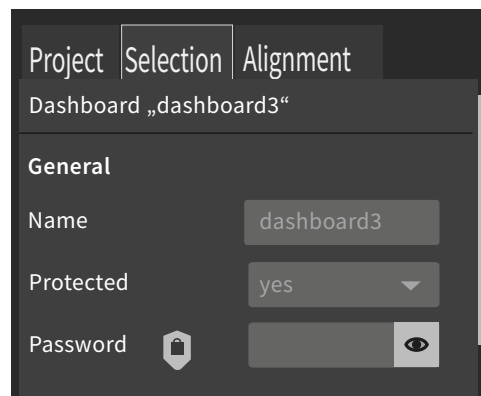 Project Selection Alignment
Dashboard „dashboard3“
General
Name dashboard3
Protected yes
Password